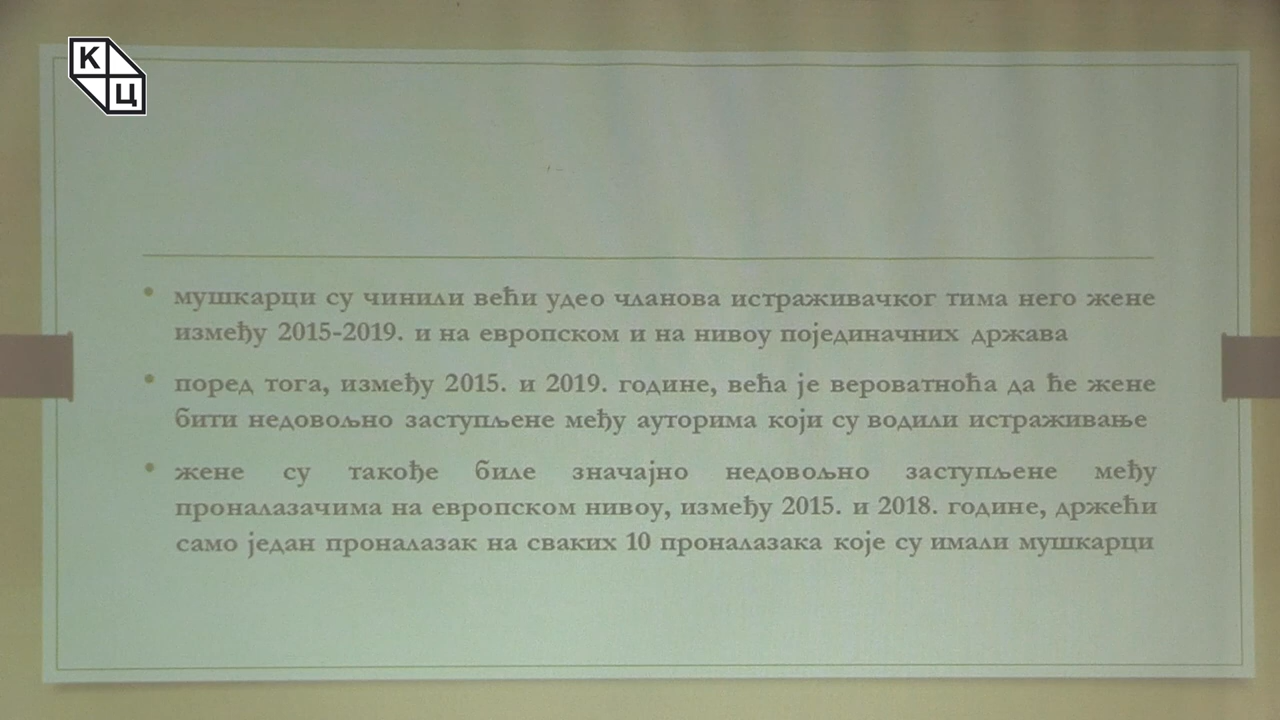 К
Ц
• мушкарци су чинили већи удео чланова истраживачког тима него жене
између 2015-2019. и на европском и на нивоу појединачних држава
• поред тога, између 2015. и 2019. године, већа је вероватноћа да ће жене
бити недовољно заступљене међу ауторима који су водили истраживање
• жене су такође биле значајно недовољно заступљене међу
проналазачима на европском нивоу, између 2015. и 2018. године, држећи
само један проналазак на сваких 10 проналазака које су имали мушкарци